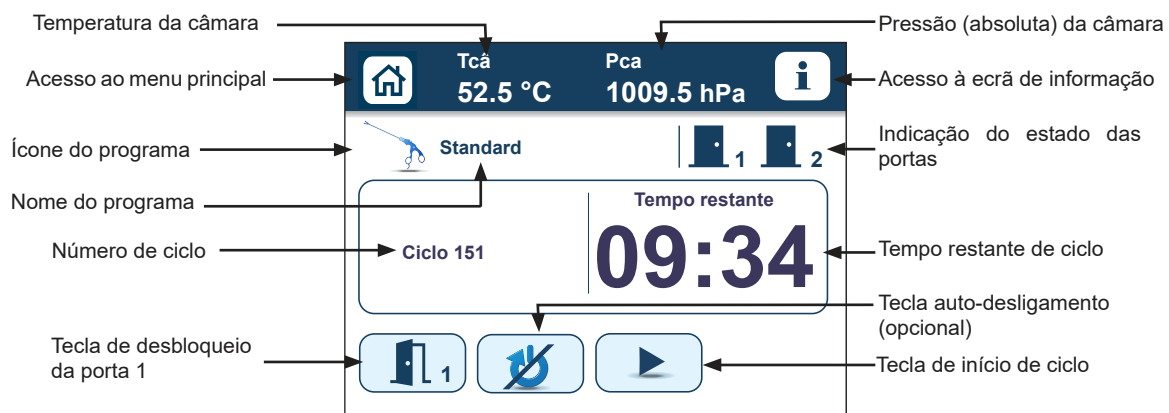 Temperatura da câmara
Pressão (absoluta) da câmara
Tcâ
Pca
Acesso ao menu principal
52.5 °C
1009.5 hPa
i
Acesso à ecrã de informação
Ícone do programa
Standard
1
2
Indicação do estado das
portas
Nome do programa
Tempo restante
Número de ciclo
Ciclo 151
09:34
Tempo restante de ciclo
Tecla auto-desligamento
(opcional)
Tecla de desbloqueio
da porta 1
1
Tecla de início de ciclo